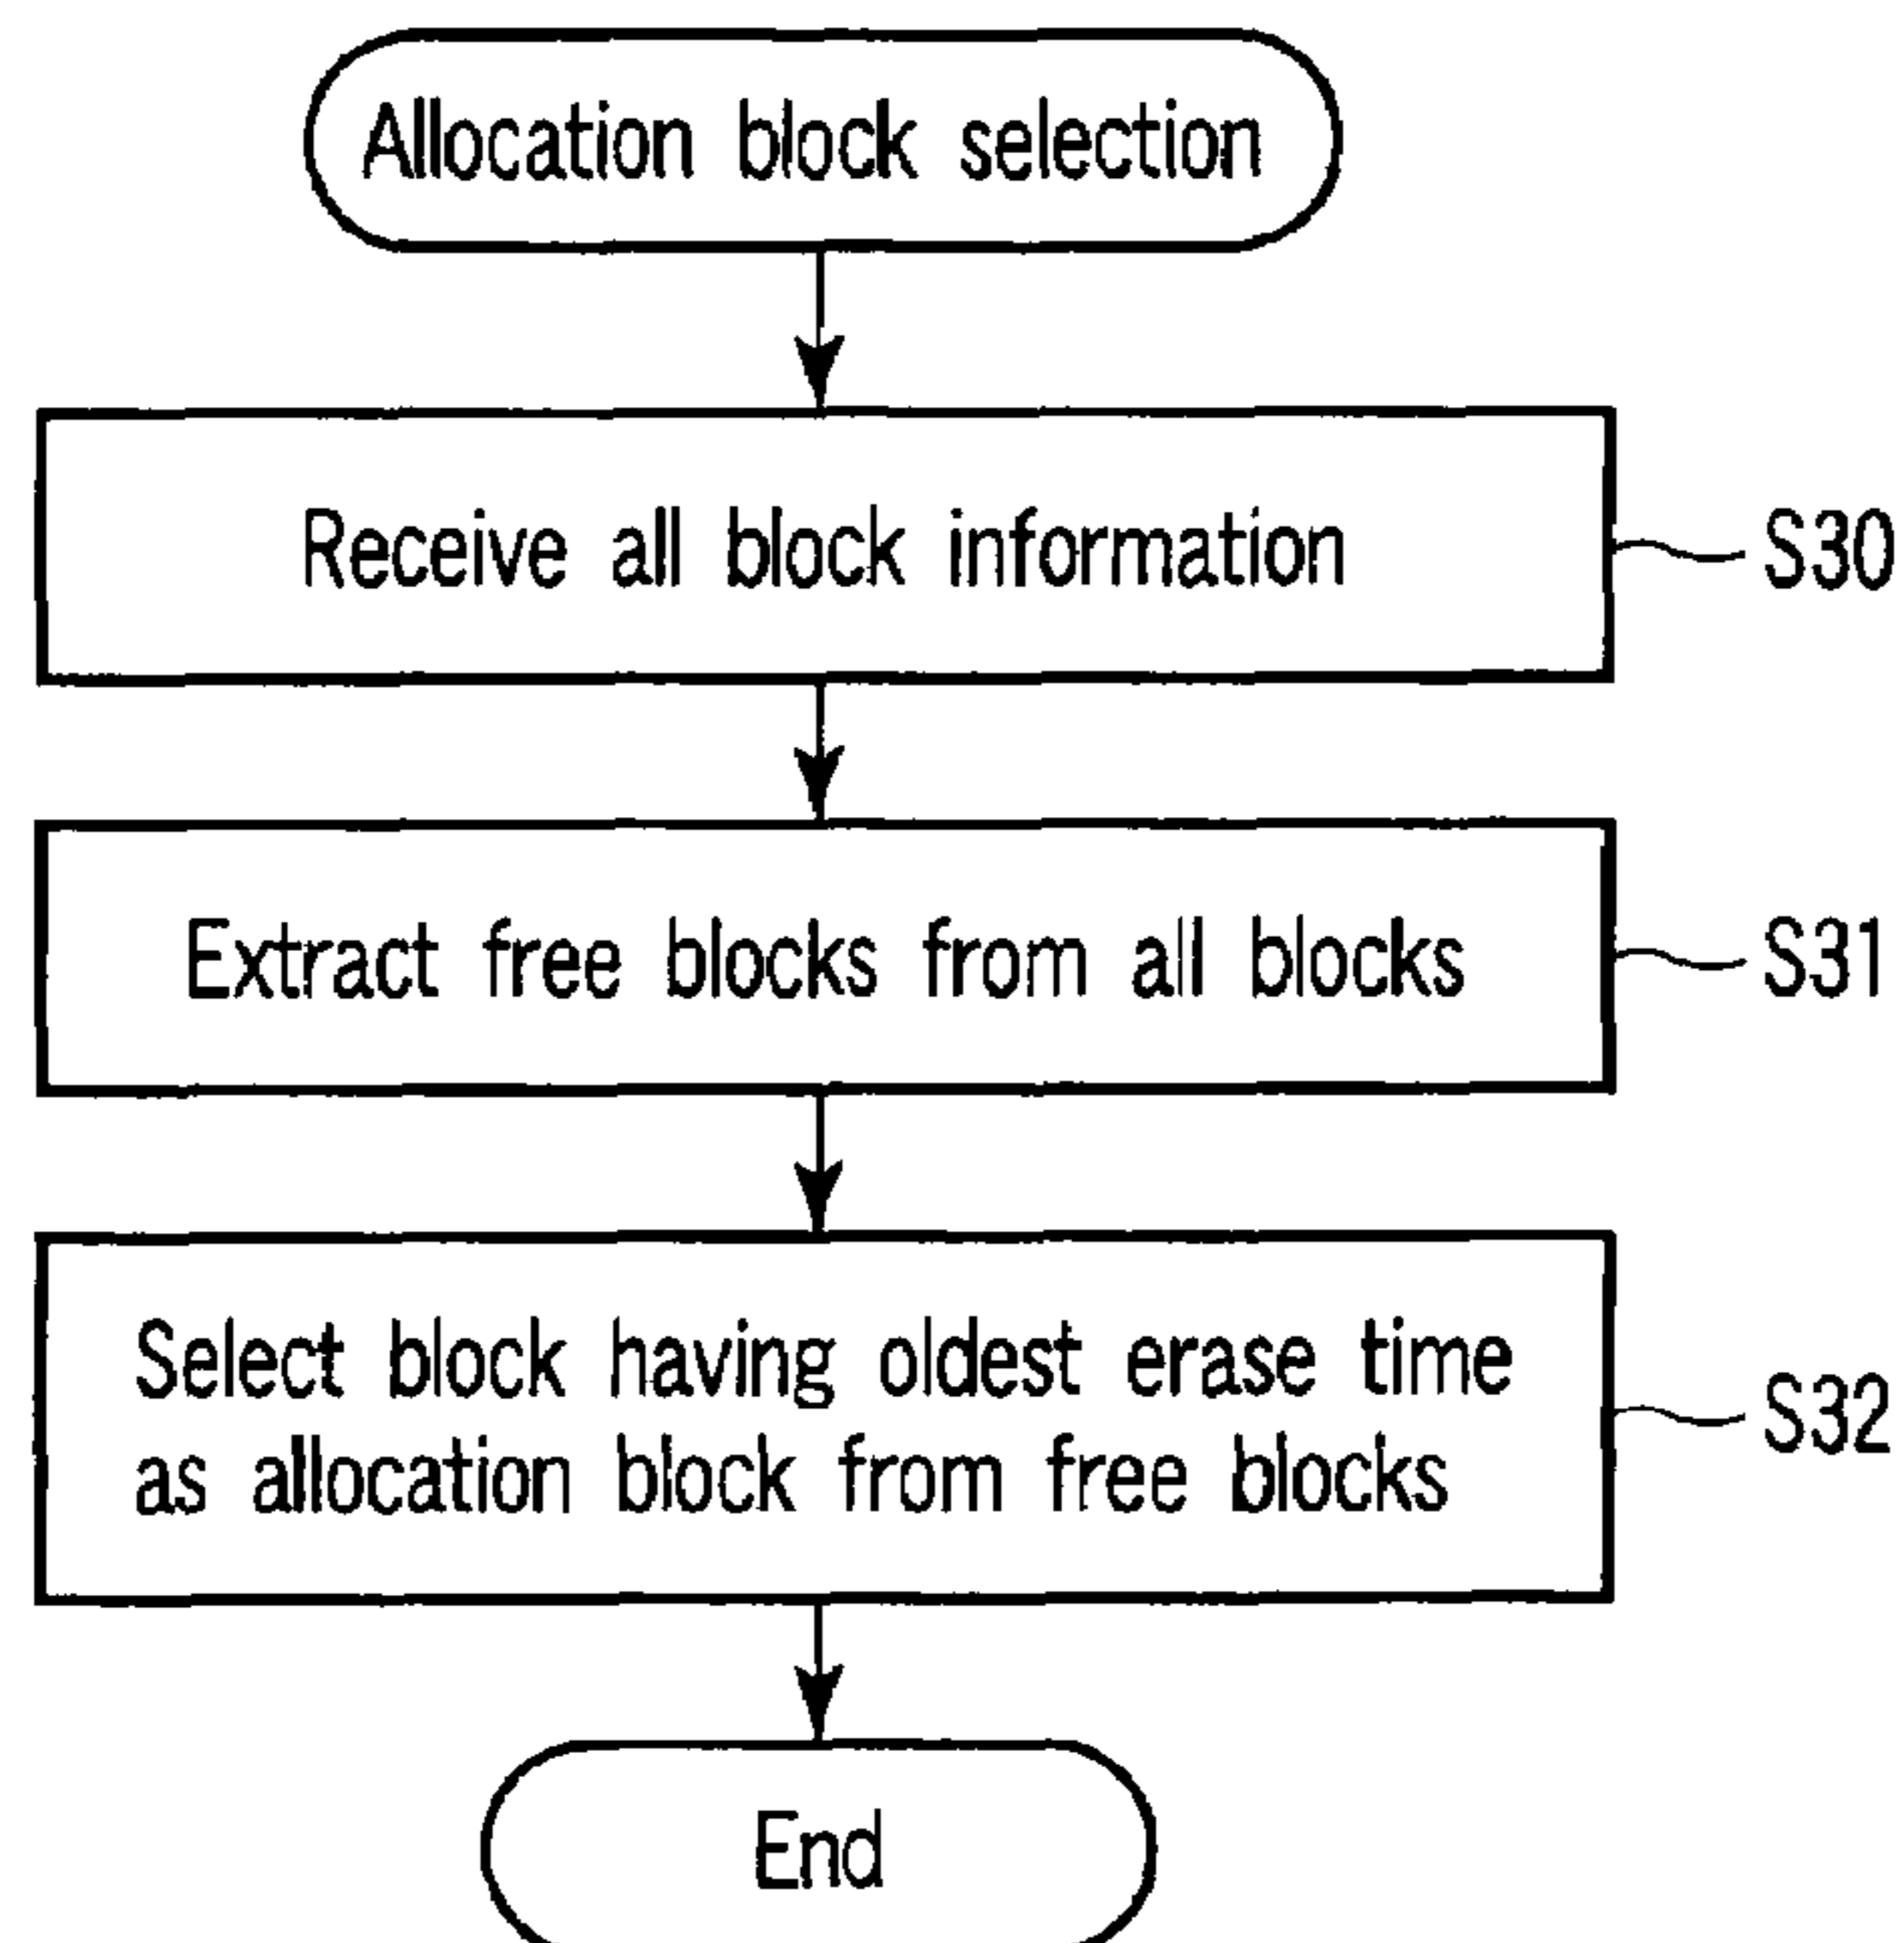 Allocation block selection
Receive all block information
S30
Extract free blocks from all blocks
S31
Select block having oldest erase time
as allocation block from free blocks
S32
End